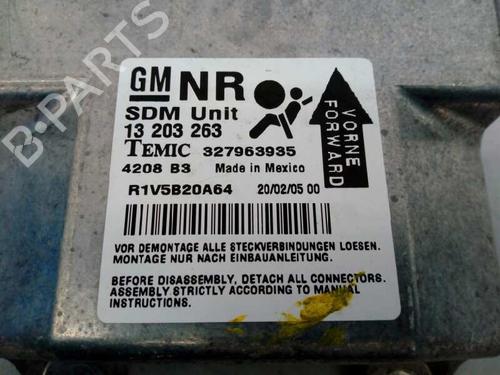 GM NR
SDM Unit
13 203 263
TEMIC 327963935
4208 B3 Made in Mexico
R1V5B20A64 20/02/05 00
VORNE
FORWARD
VOR DEMONTAGE ALLE STECKVERBINDUNGEN LOESEN.
MONTAGE NUR NACH EINBAUANLEITUNG.
BEFORE DISASSEMBLY, DETACH ALL CONNECTORS.
ASSEMBLY STRICTLY ACCORDING TO MANUAL
INSTRUCTIONS.
B-PARTS